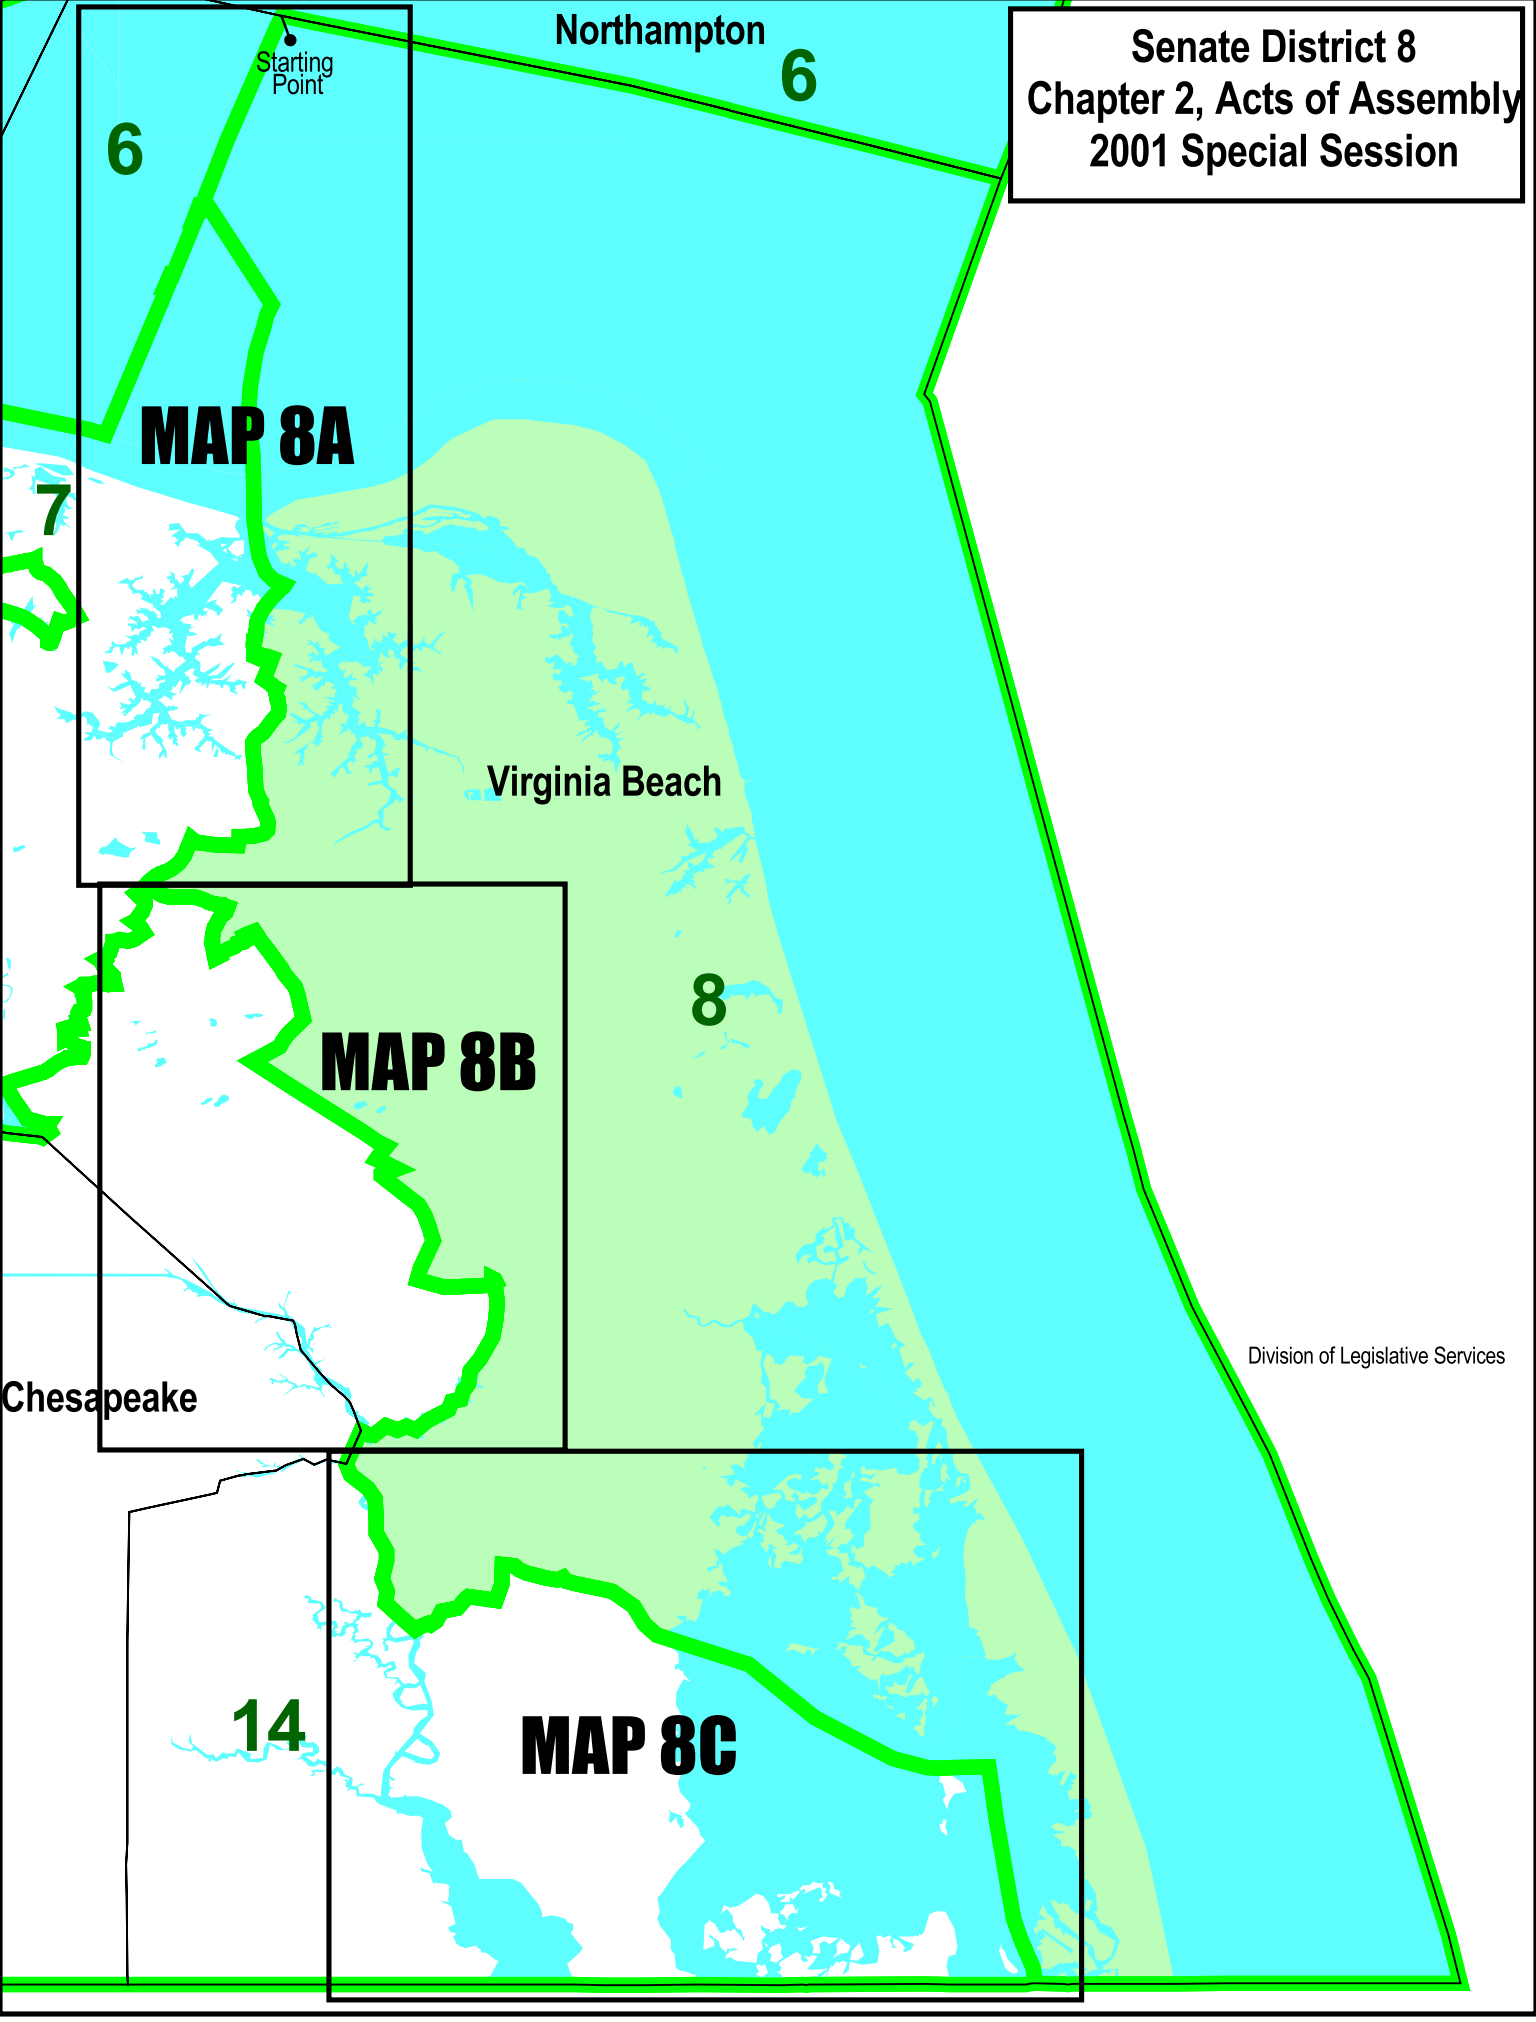 Northampton
6
Senate District 8
Chapter 2, Acts of Assembly
2001 Special Session
Starting
Point
6
MAP 8A
7
Virginia Beach
8
MAP 8B
Division of Legislative Services
Chesapeake
14
MAP 8C